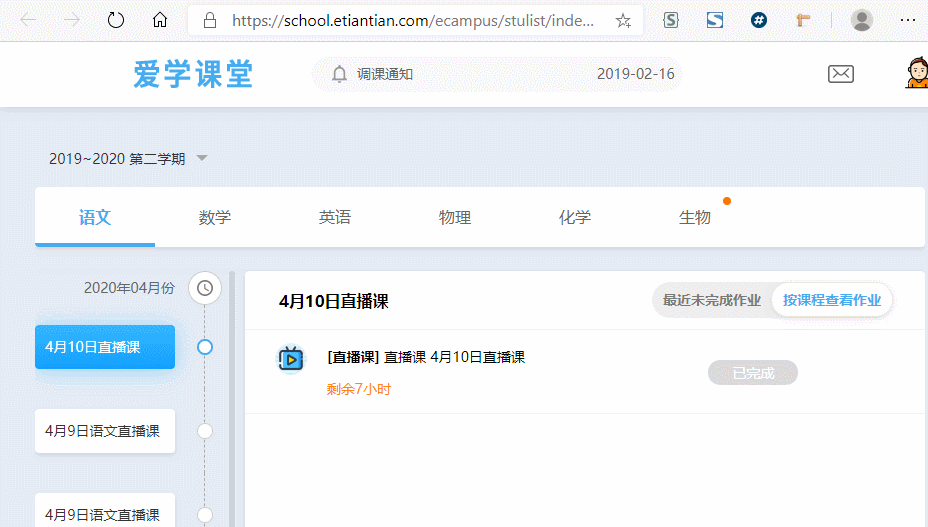 https://school.etiantian.com/ecampus/stulist/inde...
爱学课堂
调课通知 2019-02-16
2019~2020 第二学期
语文 数学 英语 物理 化学 生物
2020年04月份
4月10日直播课
最近未完成作业 按课程查看作业
4月10日直播课
[直播课] 直播课 4月10日直播课
已完成
剩余7小时
4月9日语文直播课
4月9日语文直播课